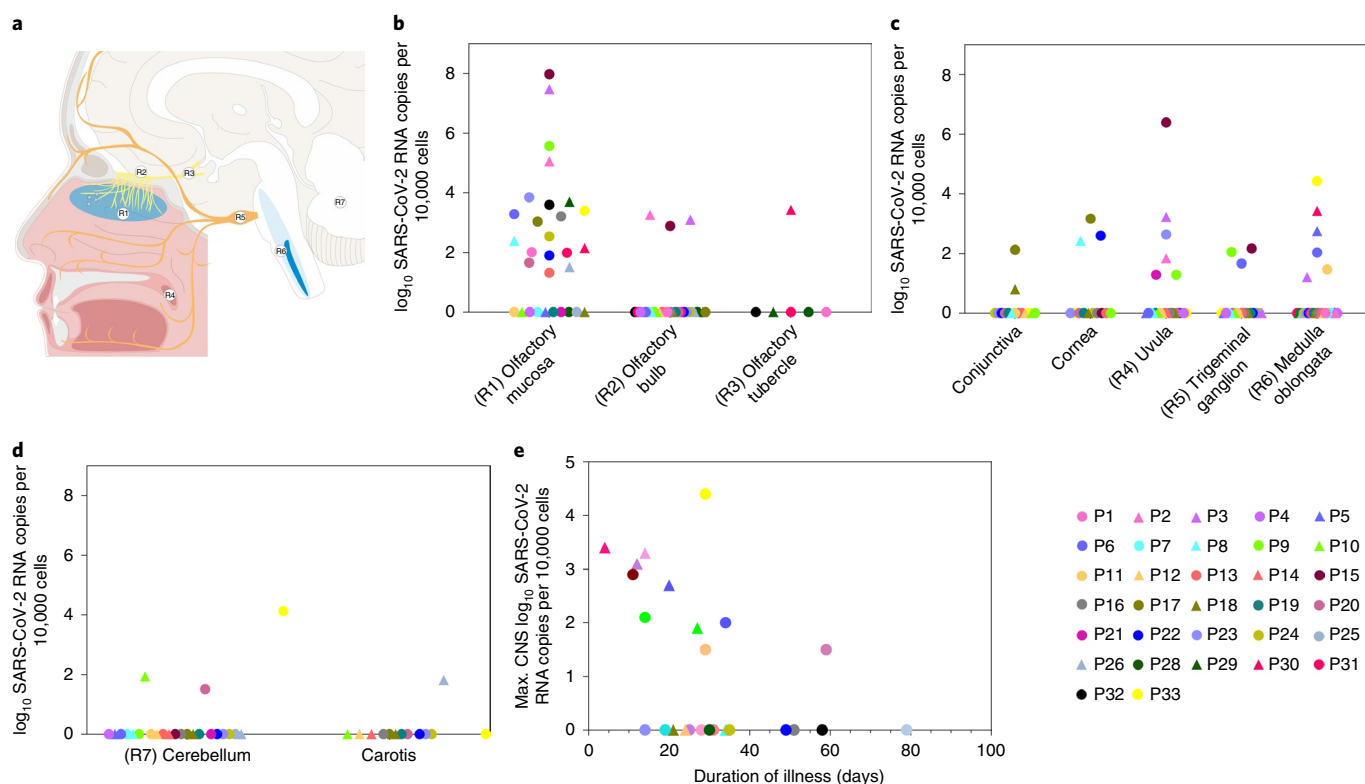 a
R2
R3
R1
R5
R7
R6
R4
b
log10 SARS-CoV-2 RNA copies per
10,000 cells
8
6
4
2
0
(R1) Olfactory
mucosa
(R2) Olfactory
bulb
(R3) Olfactory
tubercle
c
log10 SARS-CoV-2 RNA copies per
10,000 cells
8
6
4
2
0
Conjunctiva
Cornea
(R4) Uvula
(R5) Trigeminal
ganglion
(R6) Medulla
oblongata
d
log10 SARS-CoV-2 RNA copies per
10,000 cells
8
6
4
2
0
(R7) Cerebellum
Carotis
e
Max. CNS log10 SARS-CoV-2
RNA copies per 10,000 cells
5
4
3
2
1
0
0 20 40 60 80 100
Duration of illness (days)
P1 P2 P3 P4 P5
P6 P7 P8 P9 P10
P11 P12 P13 P14 P15
P16 P17 P18 P19 P20
P21 P22 P23 P24 P25
P26 P28 P29 P30 P31
P32 P33